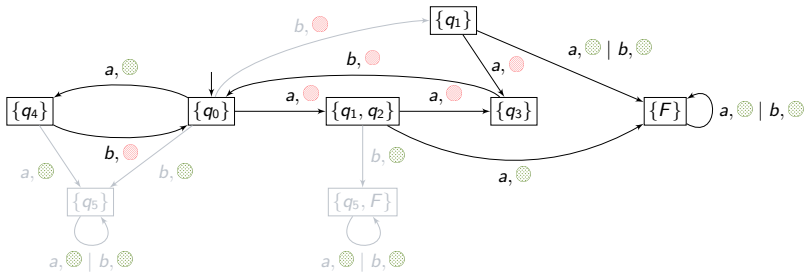 {q₁}
b,
a, | b,
b,
a,
a,
{q₄}
{q₀}
a,
{q₁, q₂}
a,
{q₃}
{F}
a, | b,
b,
a,
b,
b,
a,
{q₅}
{q₅, F}
a, | b,
a, | b,